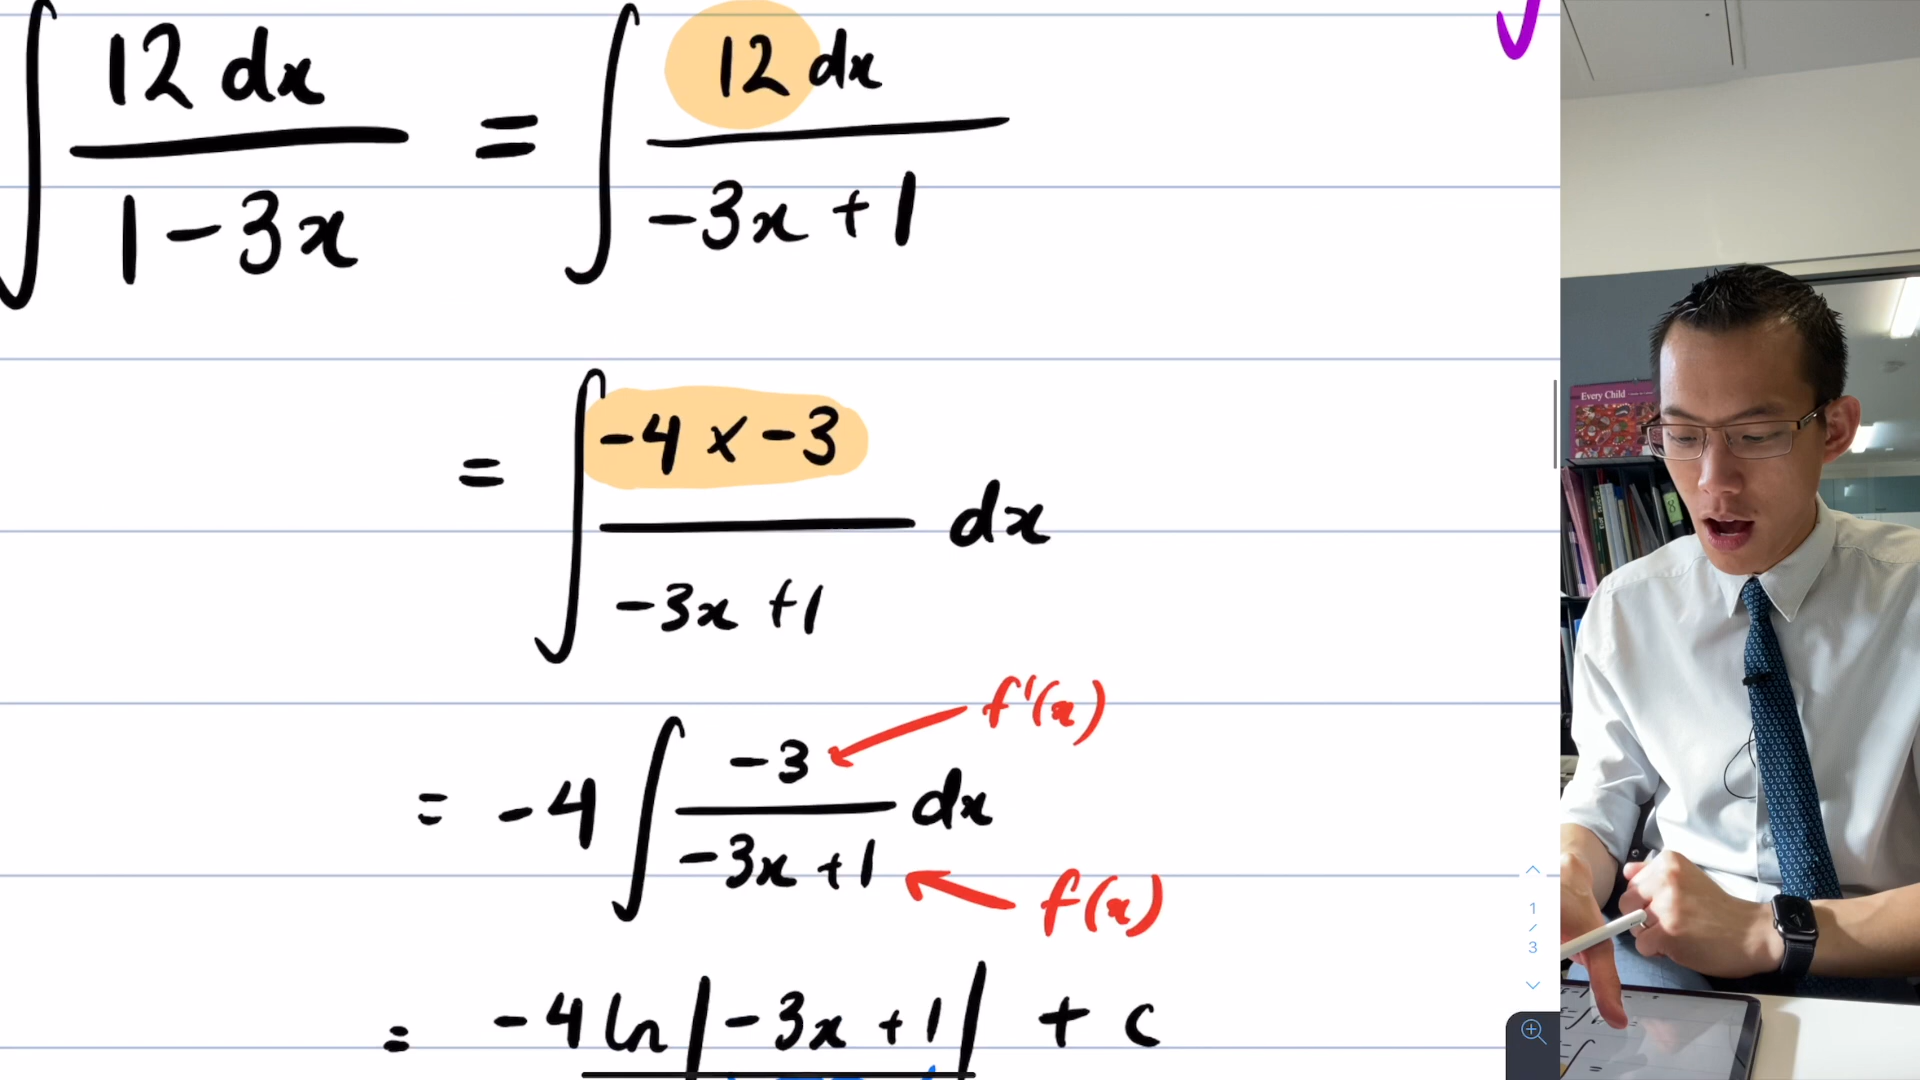 ∫ 12 dx / 1 - 3x = ∫ 12 dx / -3x + 1
= ∫ -4 x -3 / -3x + 1 dx
= -4 ∫ -3 / -3x + 1 dx
f'(x)
f(x)
= -4 ln | -3x + 1 | + c
Every Child
1
/
3